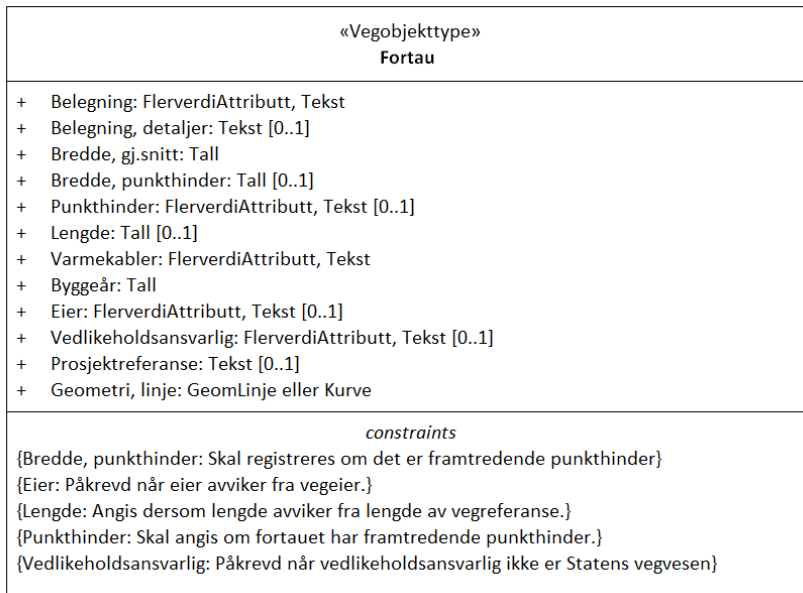 «Vegobjekttype»
Fortau
+ Belegning: FlerverdiAttributt, Tekst
+ Belegning, detaljer: Tekst [0..1]
+ Bredde, gj.snitt: Tall
+ Bredde, punkthinder: Tall [0..1]
+ Punkthinder: FlerverdiAttributt, Tekst [0..1]
+ Lengde: Tall [0..1]
+ Varmekabler: FlerverdiAttributt, Tekst
+ Byggeår: Tall
+ Eier: FlerverdiAttributt, Tekst [0..1]
+ Vedlikeholdsansvarlig: FlerverdiAttributt, Tekst [0..1]
+ Prosjektreferanse: Tekst [0..1]
+ Geometri, linje: GeomLinje eller Kurve
constraints
{Bredde, punkthinder: Skal registreres om det er framtredende punkthinder}
{Eier: Påkrevd når eier avviker fra vegeier.}
{Lengde: Angis dersom lengde avviker fra lengde av vegreferanse.}
{Punkthinder: Skal angis om fortauet har framtredende punkthinder.}
{Vedlikeholdsansvarlig: Påkrevd når vedlikeholdsansvarlig ikke er Statens vegvesen}